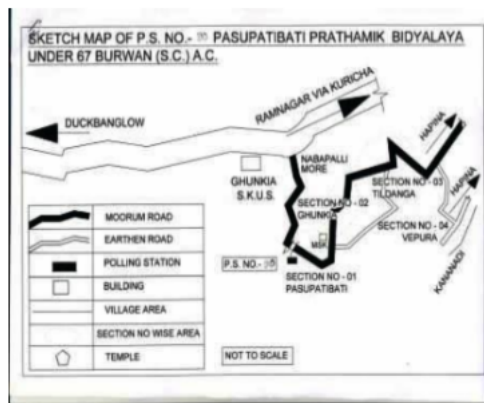 SKETCH MAP OF P.S. NO.- PASUPATIBATI PRATHAMIK BIDYALAYA
UNDER 67 BURWAN (S.C.) A.C.
DUCKBANGLOW
RAMNAGAR VIA KURICHA
HAPINA
GHUNKIA
S.K.U.S.
NABAPALLI
MORE
SECTION NO - 03
TILDANGA
HAPINA
SECTION NO - 02
GHUNKIA
SECTION NO - 04
VEPURA
MSK
KANANADI
P.S. NO.-
SECTION NO - 01
PASUPATIBATI
MOORUM ROAD
EARTHEN ROAD
POLLING STATION
BUILDING
VILLAGE AREA
SECTION NO WISE AREA
TEMPLE
NOT TO SCALE